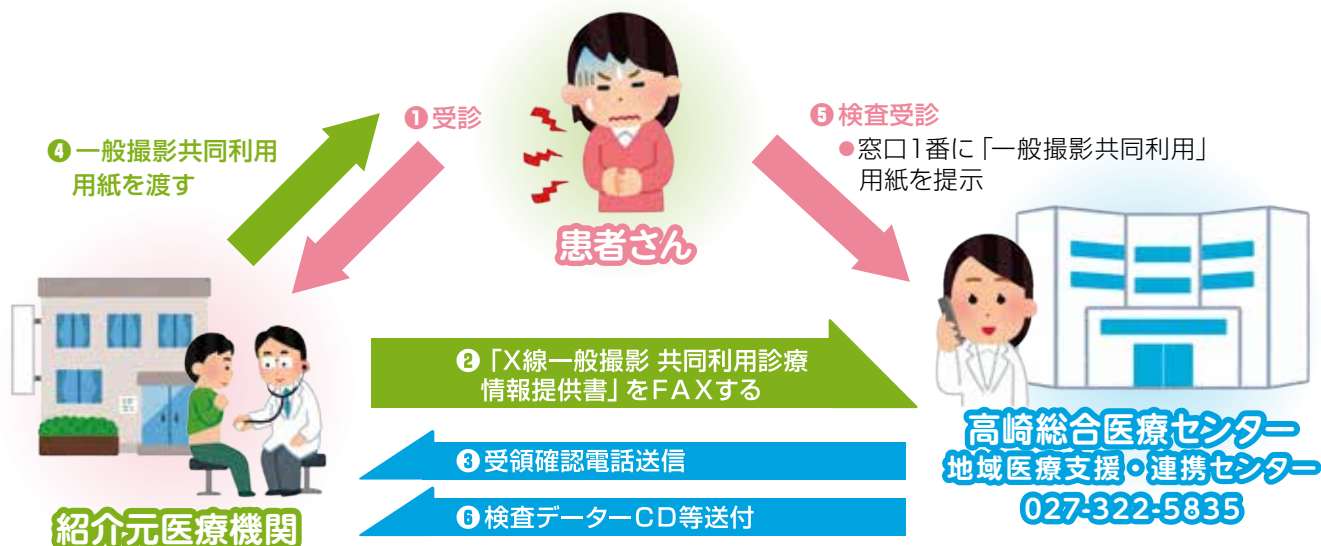 ❶ 受診
❺ 検査受診
●窓口1番に「一般撮影共同利用」
用紙を提示
❹ 一般撮影共同利用
用紙を渡す
患者さん
❷「X線一般撮影 共同利用診療
情報提供書」をFAXする
❸ 受領確認電話送信
❻ 検査データーCD等送付
紹介元医療機関
高崎総合医療センター
地域医療支援・連携センター
027-322-5835